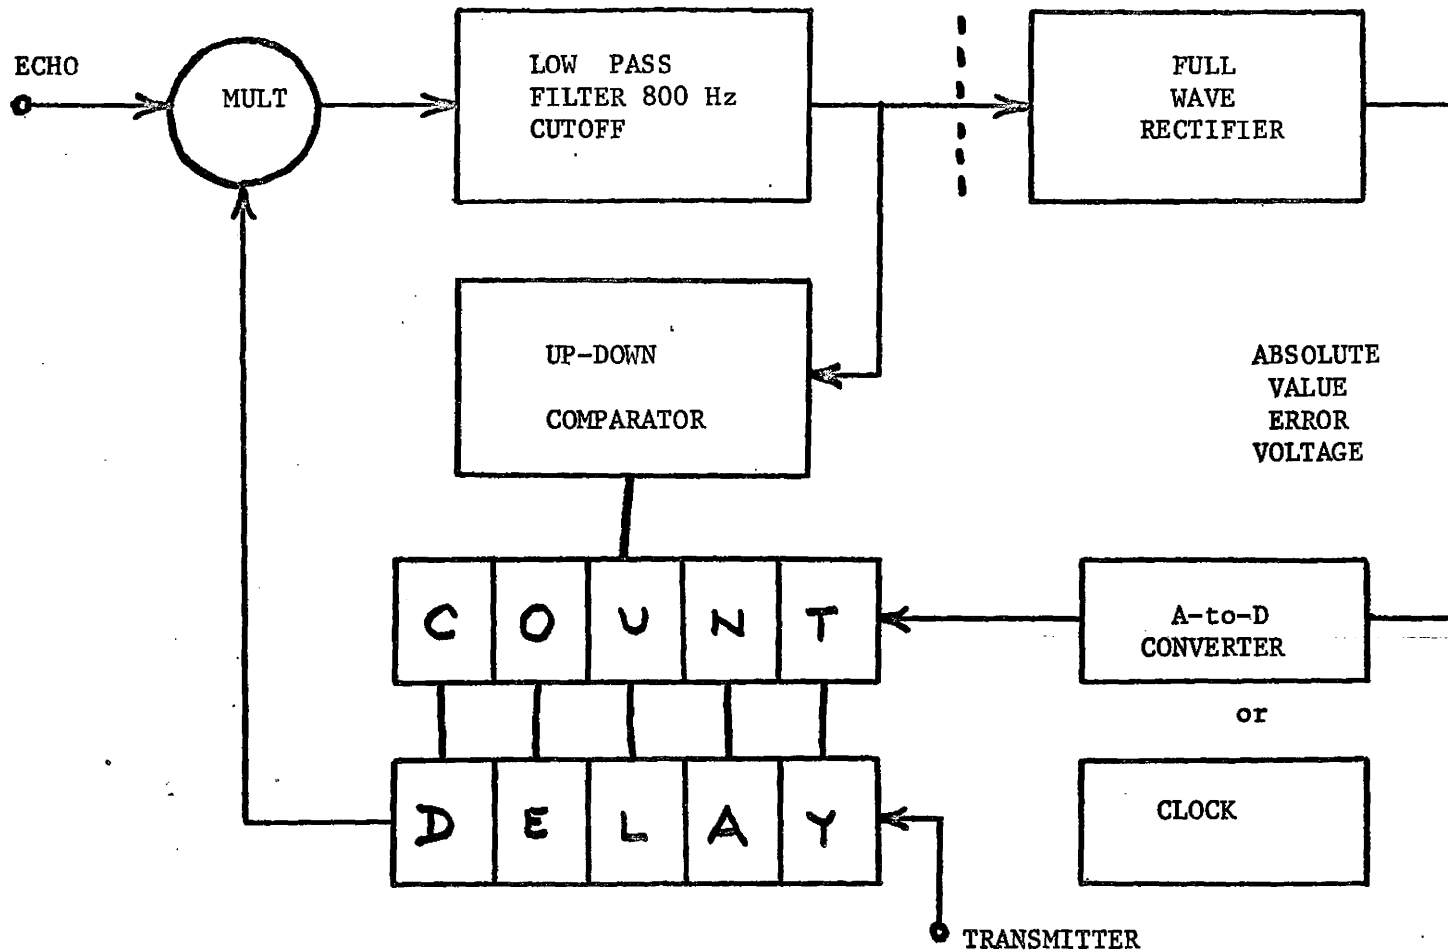 ECHO
MULT
LOW PASS
FILTER 800 Hz
CUTOFF
FULL
WAVE
RECTIFIER
UP-DOWN
COMPARATOR
ABSOLUTE
VALUE
ERROR
VOLTAGE
C O U N T
A-to-D
CONVERTER
or
D E L A Y
CLOCK
TRANSMITTER